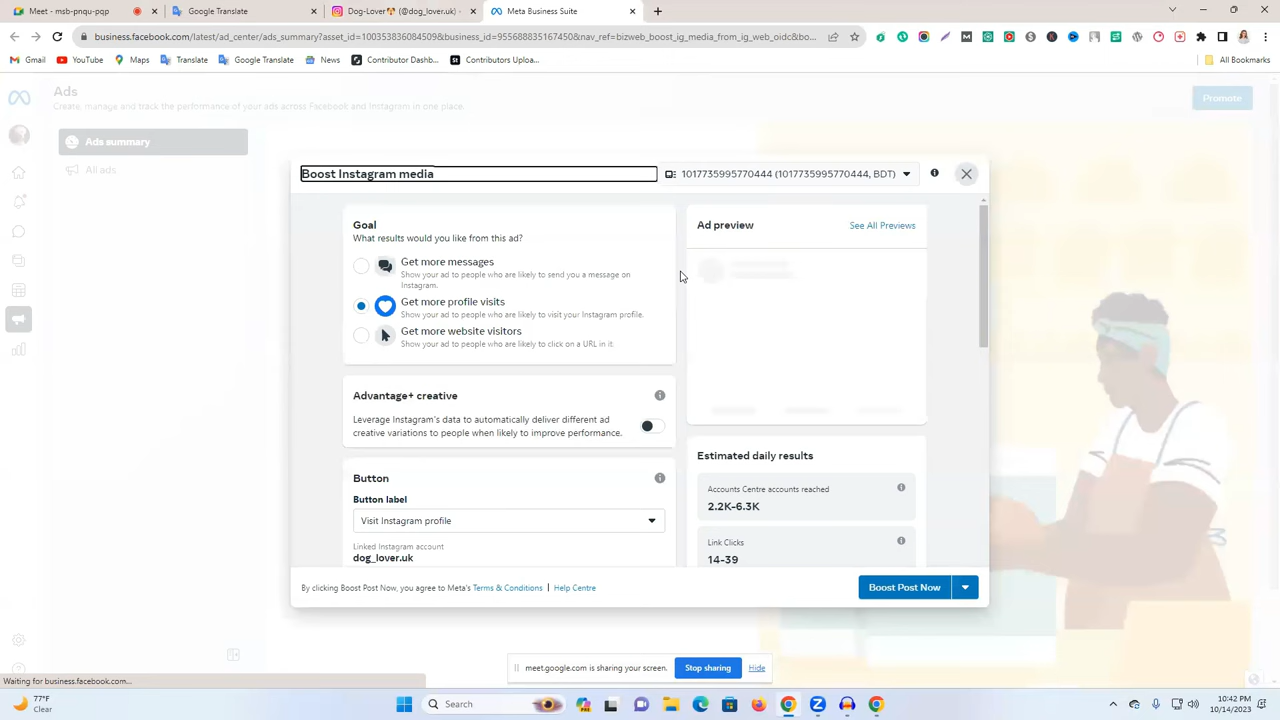 Meet - msb-pnqu-pqp
Google Translate
Dog-Lover
(@dog_lover.uk)
Meta Business Suite
business.facebook.com/latest/ad_center/ads_summary?asset_id=100353836084509&business_id=955688835167450&nav_ref=bizweb_boost_ig_media_from_ig_web_oidc&bo...
Gmail
YouTube
Maps
Translate
Google Translate
News
Contributor Dashb...
Contributors Uploa...
All Bookmarks
Ads
Create, manage and track the performance of your ads across Facebook and Instagram in one place.
Promote
Ads summary
All ads
Boost Instagram media
1017735995770444 (1017735995770444, BDT)
Goal
What results would you like from this ad?
Get more messages
Show your ad to people who are likely to send you a message on
Instagram.
Get more profile visits
Show your ad to people who are likely to visit your Instagram profile.
Get more website visitors
Show your ad to people who are likely to click on a URL in it.
Advantage+ creative
Leverage Instagram's data to automatically deliver different ad
creative variations to people when likely to improve performance.
Button
Button label
Visit Instagram profile
Linked Instagram account
dog_lover.uk
Ad preview
See All Previews
Estimated daily results
Accounts Centre accounts reached
2.2K-6.3K
Link Clicks
14-39
By clicking Boost Post Now, you agree to Meta's Terms & Conditions | Help Centre
Boost Post Now
meet.google.com is sharing your screen.
Stop sharing
Hide
Waiting for business.facebook.com...
77°F
Cloudy
Search
10:42 PM
10/14/2023